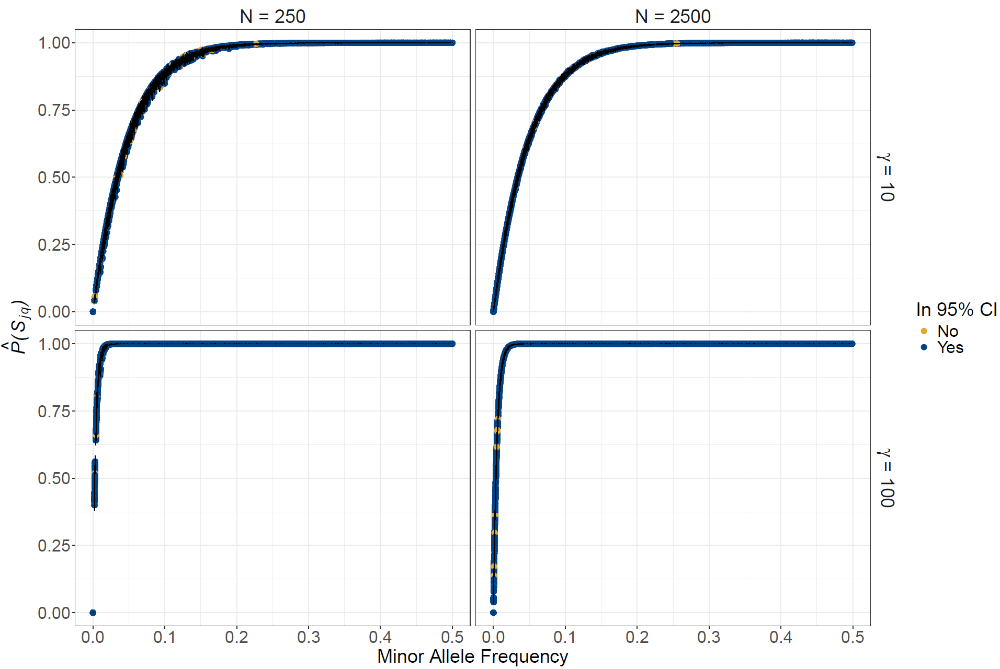 N = 250
N = 2500
1.00
0.75
0.50
0.25
0.00
γ = 10
1.00
0.75
0.50
0.25
0.00
γ = 100
P̂(S jq)
0.0 0.1 0.2 0.3 0.4 0.5
0.0 0.1 0.2 0.3 0.4 0.5
Minor Allele Frequency
In 95% CI
No
Yes